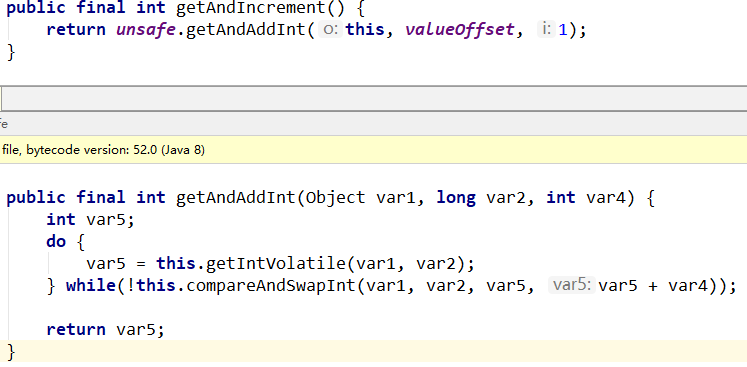 public final int getAndIncrement() {
    return unsafe.getAndAddInt( o: this, valueOffset, i: 1);
}
fe
file, bytecode version: 52.0 (Java 8)
public final int getAndAddInt(Object var1, long var2, int var4) {
    int var5;
    do {
        var5 = this.getIntVolatile(var1, var2);
    } while(!this.compareAndSwapInt(var1, var2, var5, var5: var5 + var4));
    return var5;
}